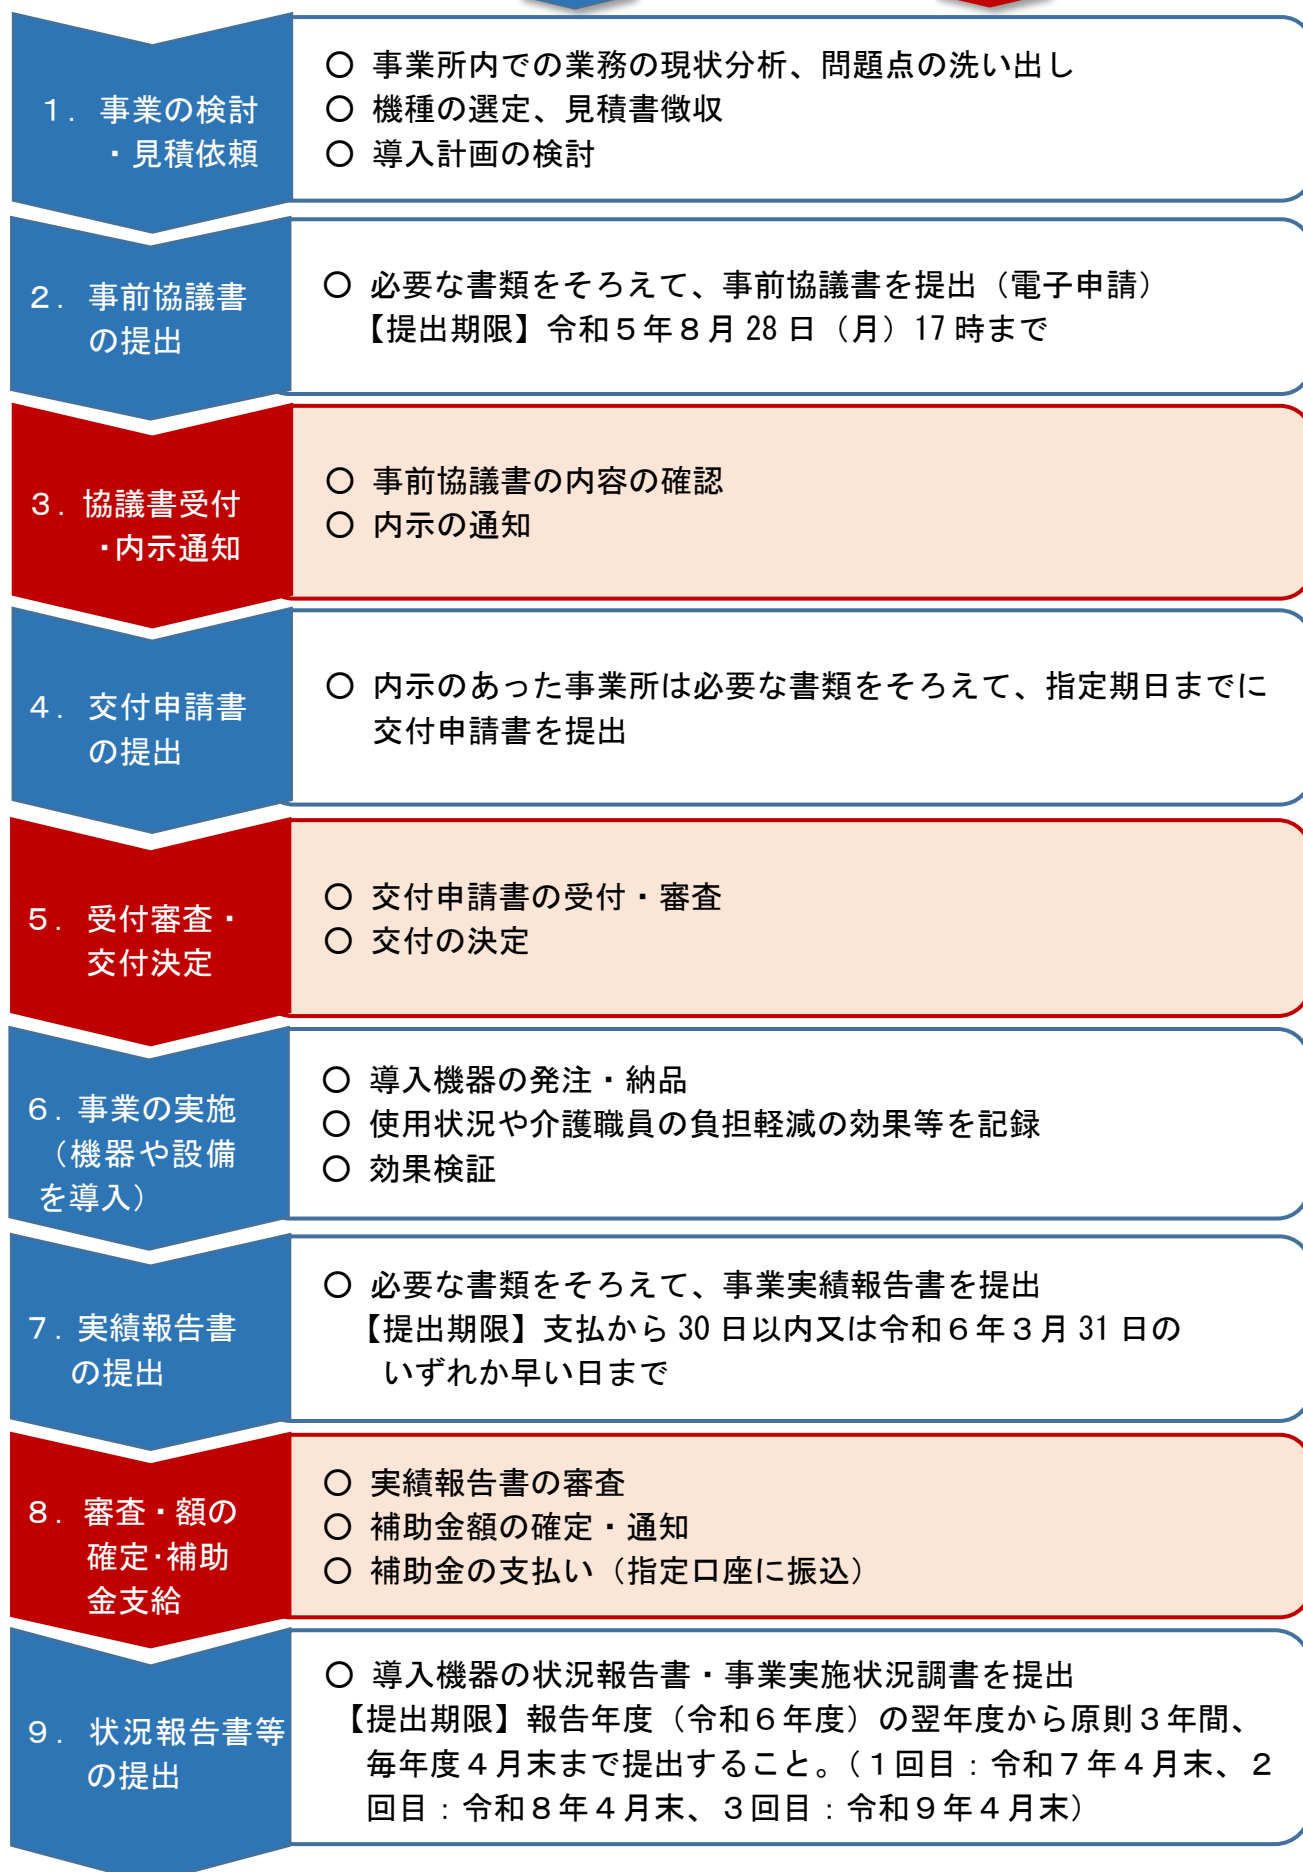 1．事業の検討
・見積依頼
〇 事業所内での業務の現状分析、問題点の洗い出し
〇 機種の選定、見積書徴収
〇 導入計画の検討
２．事前協議書
の提出
〇 必要な書類をそろえて、事前協議書を提出（電子申請）
【提出期限】令和５年８月28日（月）17時まで
３．協議書受付
・内示通知
〇 事前協議書の内容の確認
〇 内示の通知
４．交付申請書
の提出
〇 内示のあった事業所は必要な書類をそろえて、指定期日までに
交付申請書を提出
５．受付審査・
交付決定
〇 交付申請書の受付・審査
〇 交付の決定
６．事業の実施
（機器や設備
を導入）
〇 導入機器の発注・納品
〇 使用状況や介護職員の負担軽減の効果等を記録
〇 効果検証
７．実績報告書
の提出
〇 必要な書類をそろえて、事業実績報告書を提出
【提出期限】支払から30日以内又は令和６年３月31日の
いずれか早い日まで
８．審査・額の
確定･補助
金支給
〇 実績報告書の審査
〇 補助金額の確定・通知
〇 補助金の支払い（指定口座に振込）
９．状況報告書等
の提出
〇 導入機器の状況報告書・事業実施状況調書を提出
【提出期限】報告年度（令和６年度）の翌年度から原則３年間、
毎年度４月末まで提出すること。（１回目：令和７年４月末、２
回目：令和８年４月末、３回目：令和９年４月末）